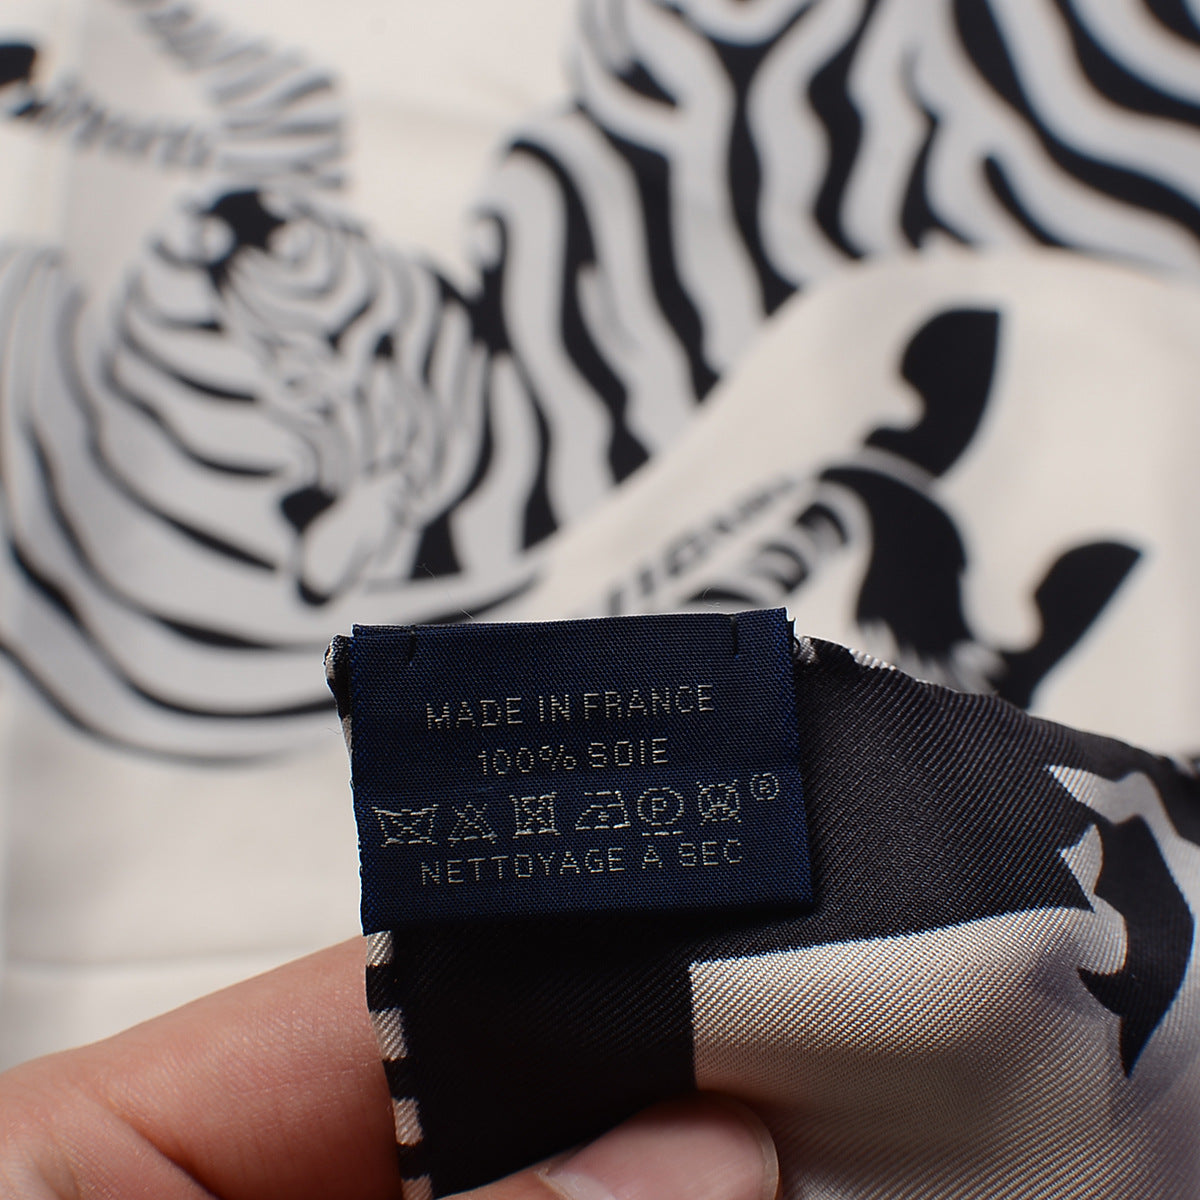 MADE IN FRANCE
100% SOIE
P ®
NETTOYAGE A SEC